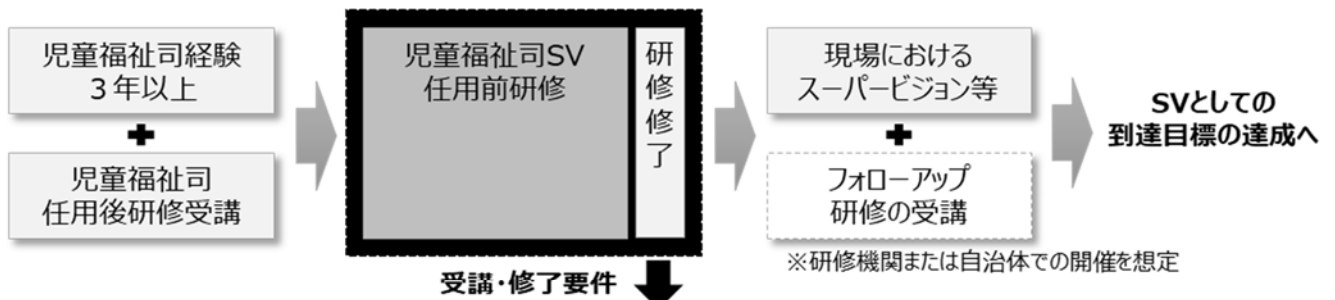 児童福祉司経験
３年以上
+
児童福祉司
任用後研修受講
児童福祉司SV
任用前研修
研修修了
現場における
スーパービジョン等
+
フォローアップ
研修の受講
※研修機関または自治体での開催を想定
SVとしての
到達目標の達成へ
受講・修了要件